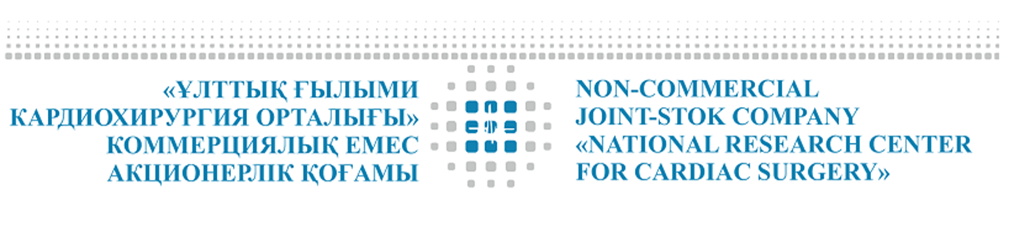 «ҰЛТТЫҚ ҒЫЛЫМИ
КАРДИОХИРУРГИЯ ОРТАЛЫҒЫ»
КОММЕРЦИЯЛЫҚ ЕМЕС
АКЦИОНЕРЛІК ҚОҒАМЫ
NON-COMMERCIAL
JOINT-STOK COMPANY
«NATIONAL RESEARCH CENTER
FOR CARDIAC SURGERY»